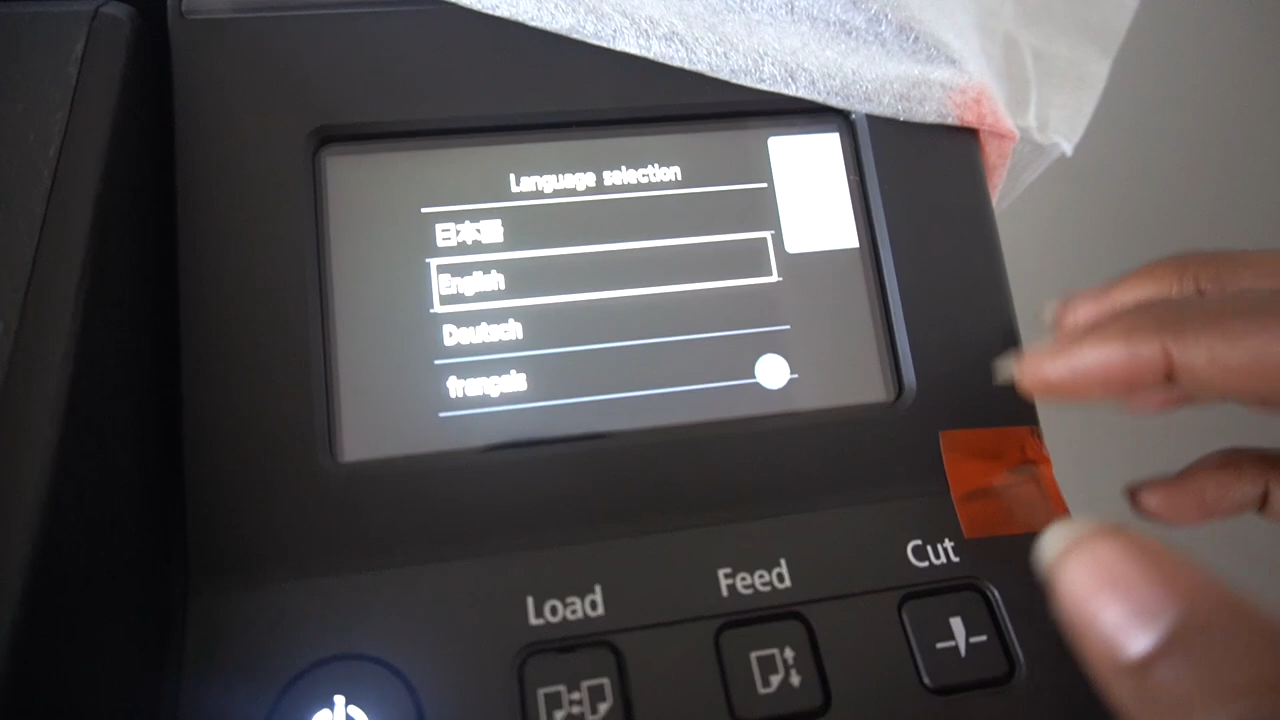 Language selection
日本語
English
Deutsch
français
Load
Feed
Cut